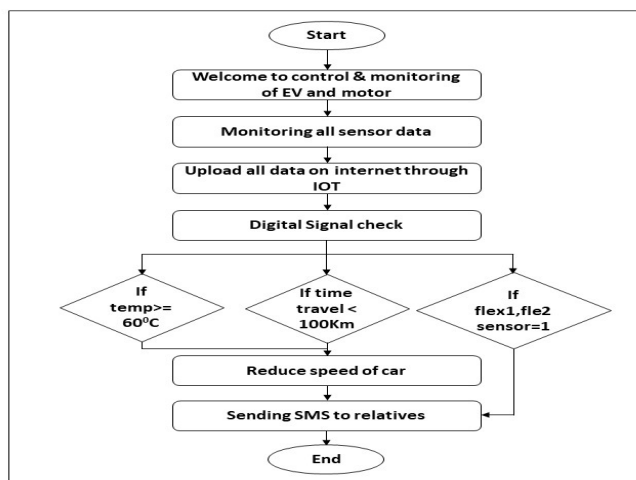 Start
Welcome to control & monitoring
of EV and motor
Monitoring all sensor data
Upload all data on internet through
IOT
Digital Signal check
If
temp>=
60⁰C
If time
travel <
100Km
If
flex1,fle2
sensor=1
Reduce speed of car
Sending SMS to relatives
End